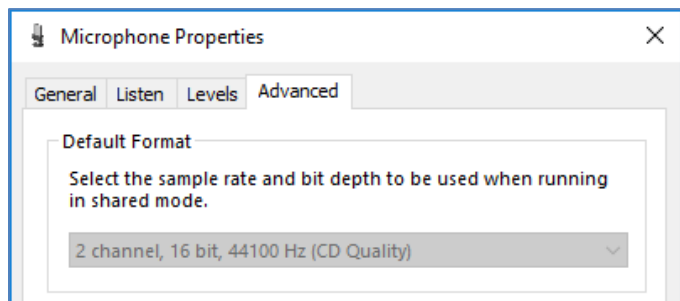 Microphone Properties
General Listen Levels Advanced
Default Format
Select the sample rate and bit depth to be used when running
in shared mode.
2 channel, 16 bit, 44100 Hz (CD Quality)